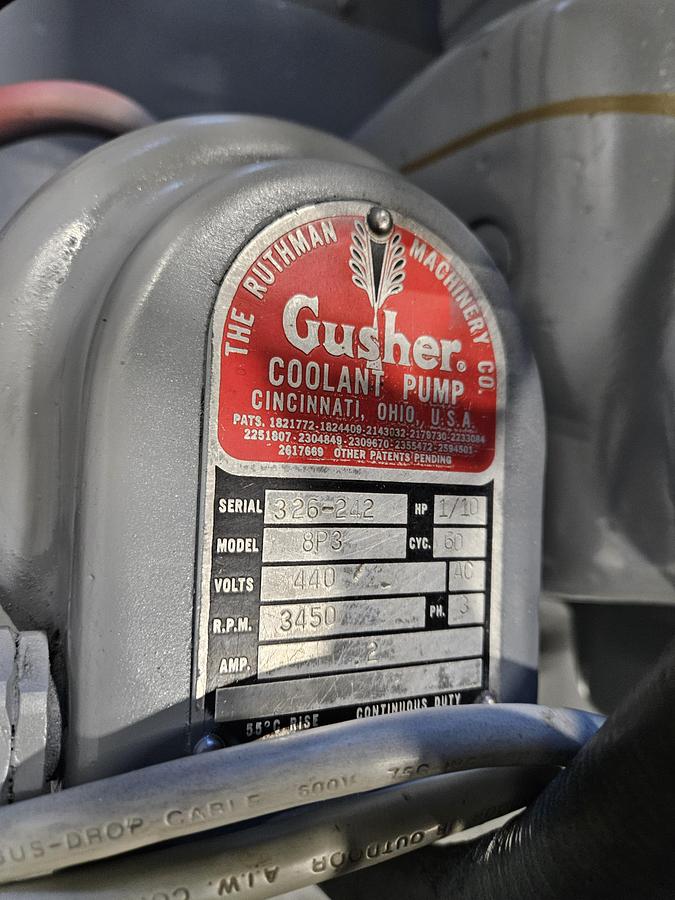 THE RUTHMAN MACHINERY CO.
Gusher®
COOLANT PUMP
CINCINNATI, OHIO, U.S.A.
PATS. 1821772-1824409-2143032-2179730-2233084
2251807-2304849-2309670-2355472-2594501-
2617669 OTHER PATENTS PENDING
SERIAL 326-242 HP 1/10
MODEL 8P3 CYC. 60
VOLTS 440 AC
R.P.M. 3450 PH. 3
AMP. .2
55°C RISE CONTINUOUS DUTY
BUS-DROP CABLE 600V 75C
A.I.W. OUTDOOR